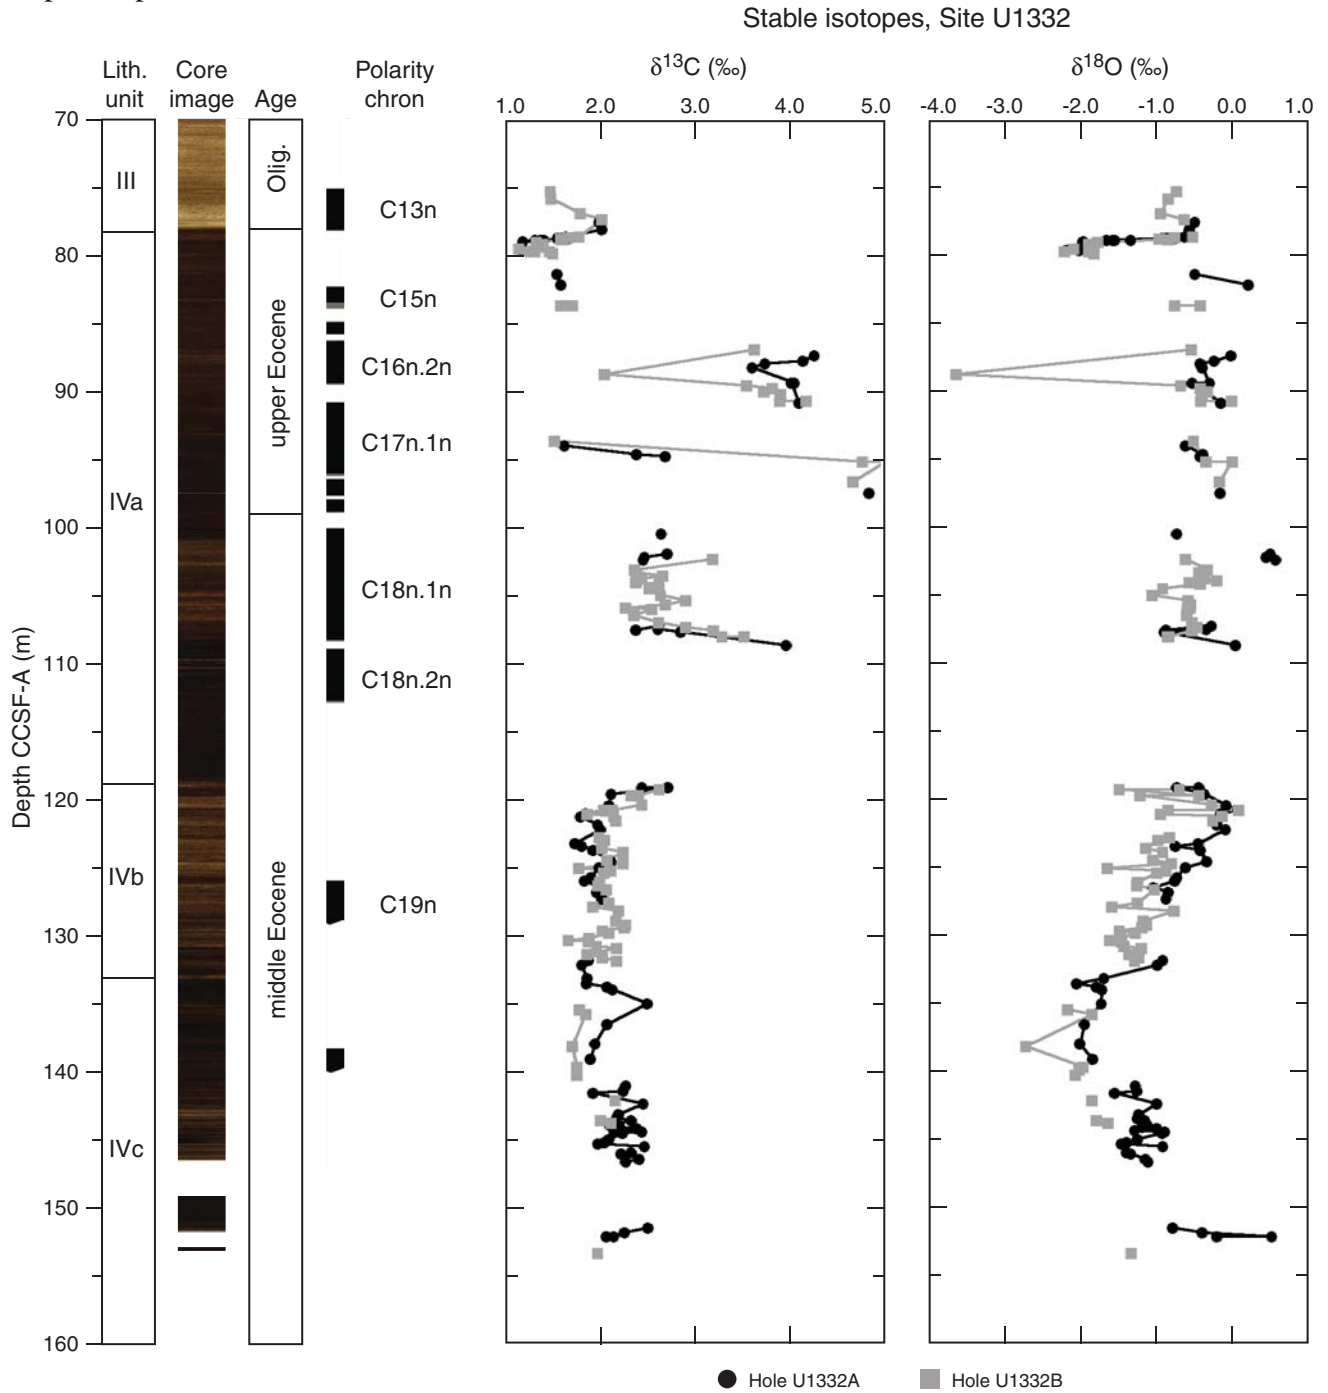 Stable isotopes, Site U1332
Lith. unit
Core image
Age
Polarity chron
δ13C (‰)
δ18O (‰)
1.0 2.0 3.0 4.0 5.0
-4.0 -3.0 -2.0 -1.0 0.0 1.0
70
80
90
100
110
120
130
140
150
160
Depth CCSF-A (m)
III
IVa
IVb
IVc
Olig.
upper Eocene
middle Eocene
C13n
C15n
C16n.2n
C17n.1n
C18n.1n
C18n.2n
C19n
Hole U1332A
Hole U1332B